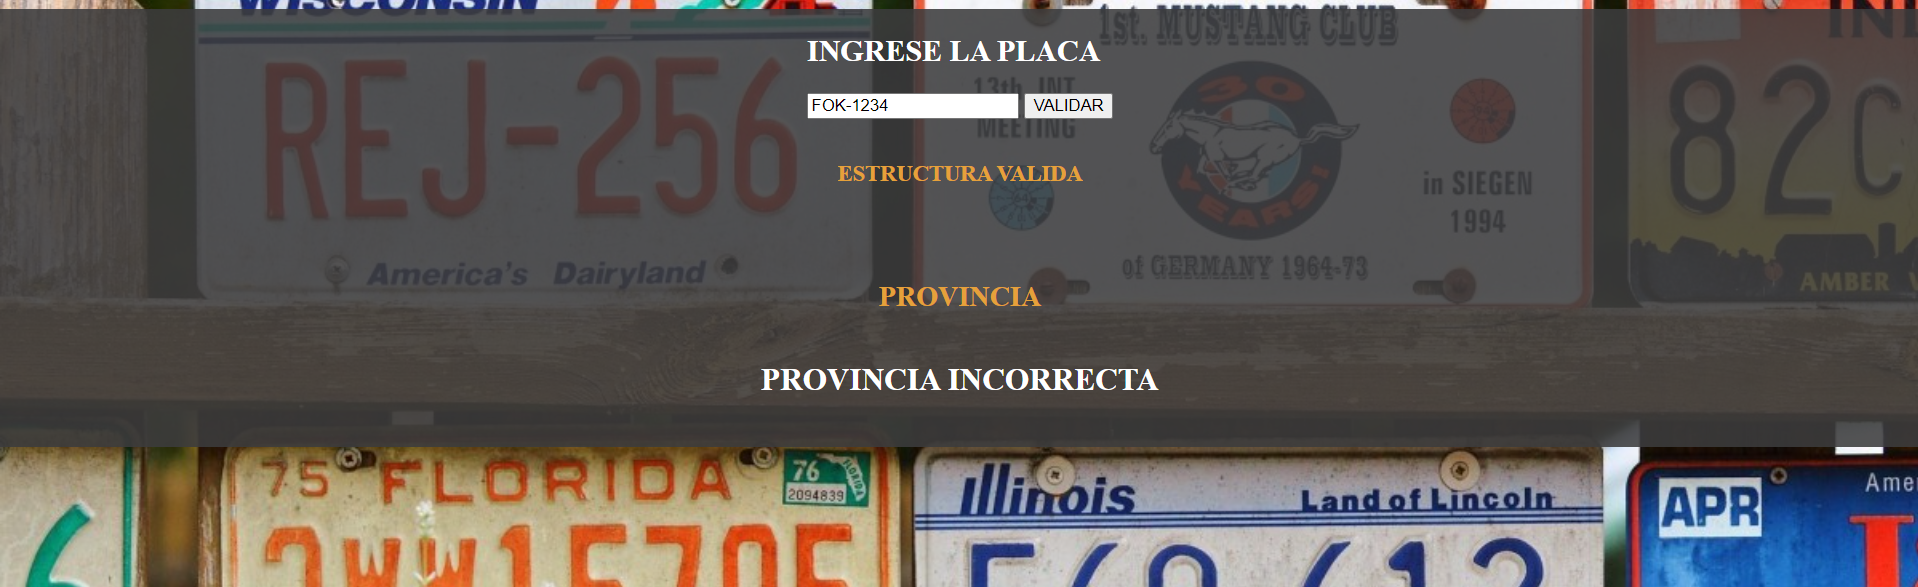 WISCONSIN
1st. MUSTANG CLUB
INGRESE LA PLACA
REJ-256
13th. INT
MEETING
30
YEARS!
in SIEGEN
1994
82C
FOK-1234 VALIDAR
ESTRUCTURA VALIDA
America's Dairyland
of GERMANY 1964-73
AMBER
PROVINCIA
PROVINCIA INCORRECTA
75 FLORIDA
76
FLORIDA
2094839
Illinois
Land of Lincoln
APR
6